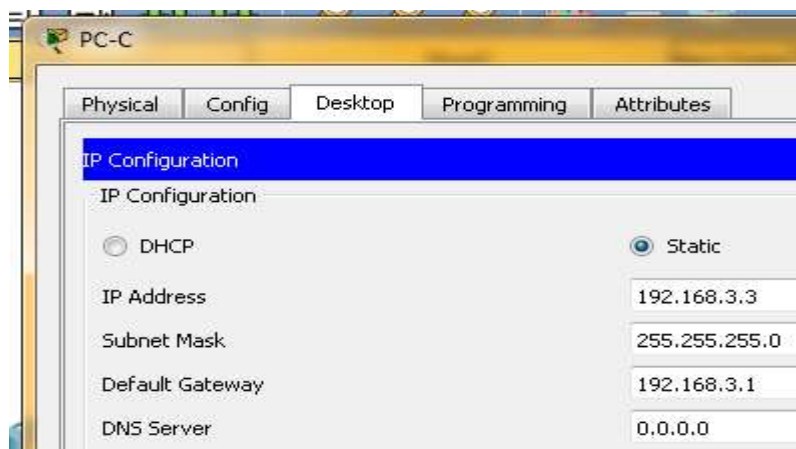 PC-C
Physical Config Desktop Programming Attributes
IP Configuration
IP Configuration
DHCP Static
IP Address 192.168.3.3
Subnet Mask 255.255.255.0
Default Gateway 192.168.3.1
DNS Server 0.0.0.0